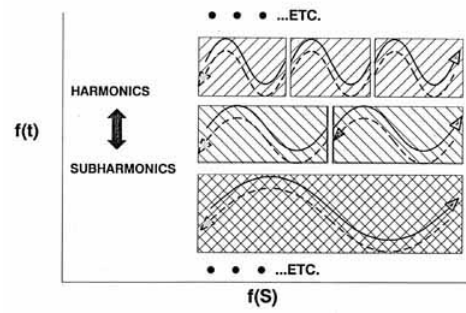 • • • ...ETC.
HARMONICS
f(t)
SUBHARMONICS
• • • ...ETC.
f(S)